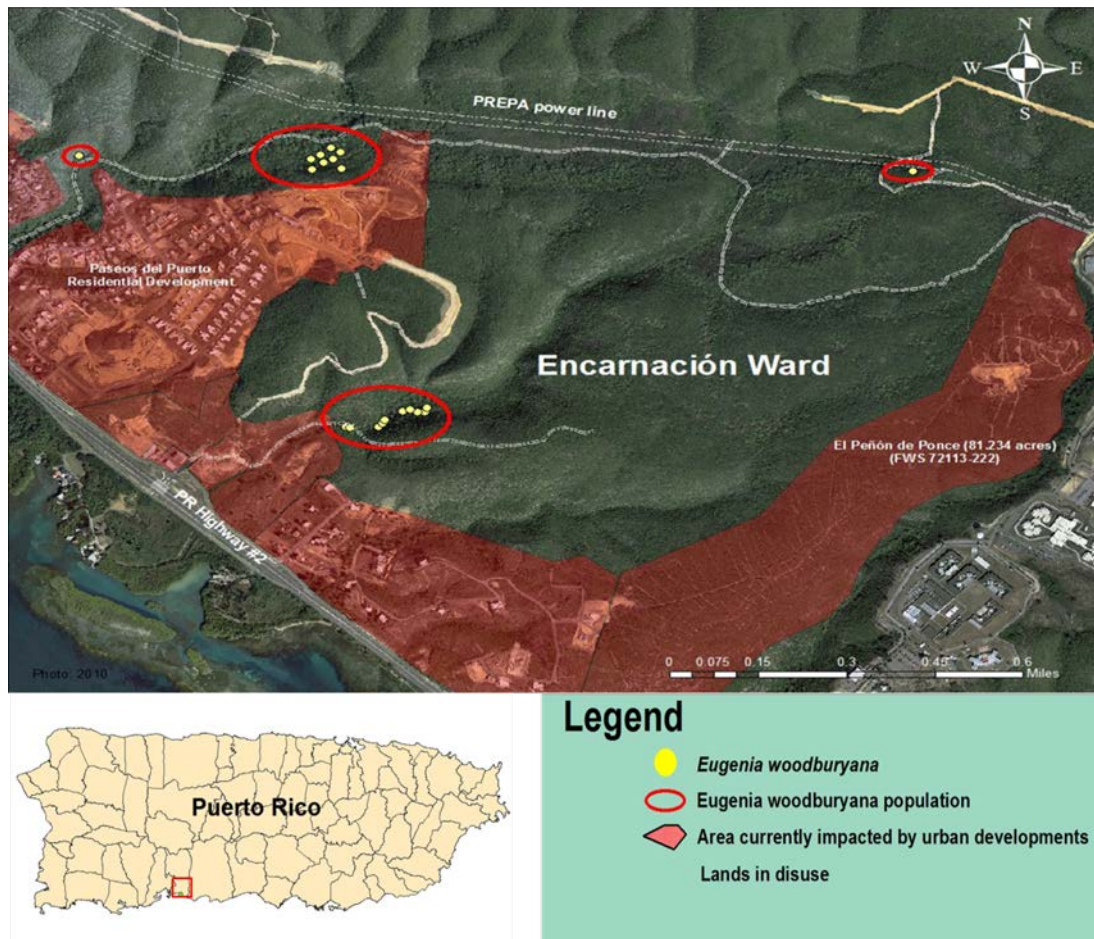 N
W E
S
PREPA power line
Paseos del Puerto
Residential Development
Encarnación Ward
El Peñón de Ponce (81.234 acres)
(FWS 72113-222)
PR Highway #2
Photo: 2010
0 0.075 0.15 0.3 0.45 0.6
Miles
Puerto Rico
Legend
Eugenia woodburyana
Eugenia woodburyana population
Area currently impacted by urban developments
Lands in disuse